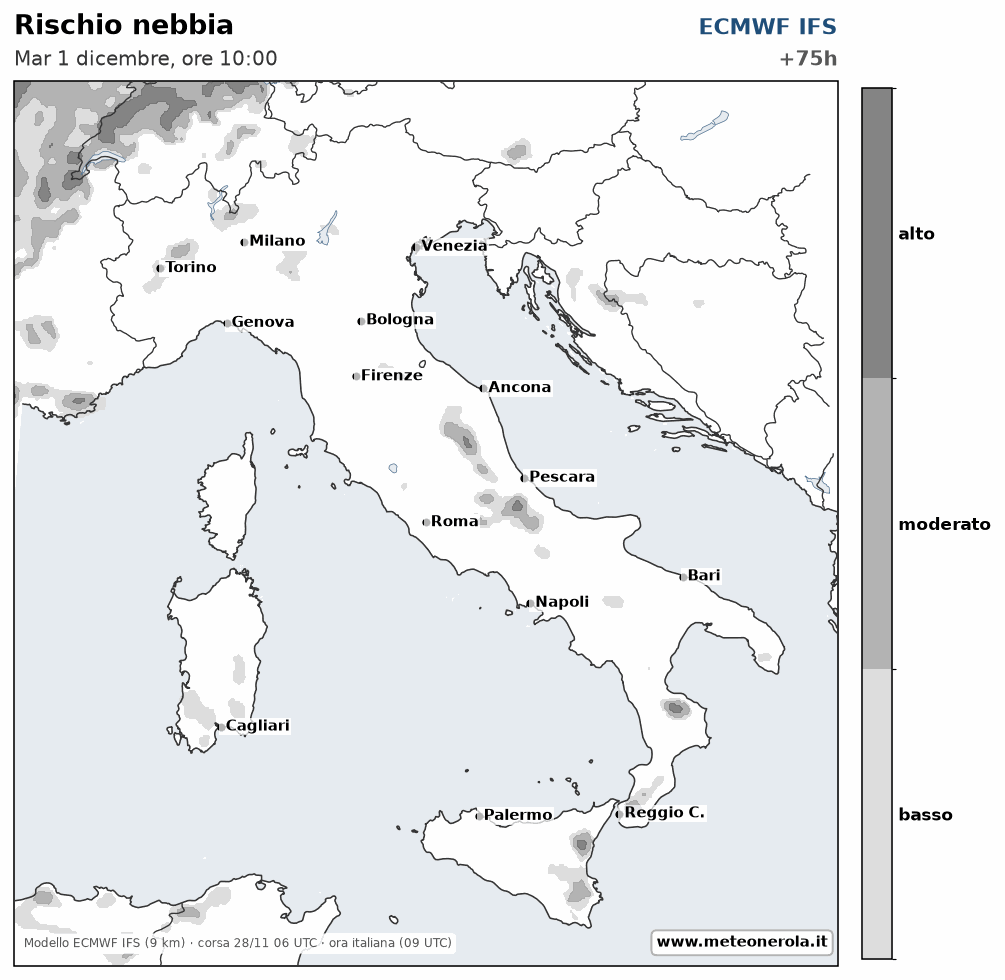 Rischio nebbia
ECMWF IFS
Mar 1 dicembre, ore 10:00
+75h
alto
moderato
basso
Milano
Venezia
Torino
Genova
Bologna
Firenze
Ancona
Pescara
Roma
Bari
Napoli
Cagliari
Palermo
Reggio C.
Modello ECMWF IFS (9 km) · corsa 28/11 06 UTC · ora italiana (09 UTC)
www.meteonerola.it